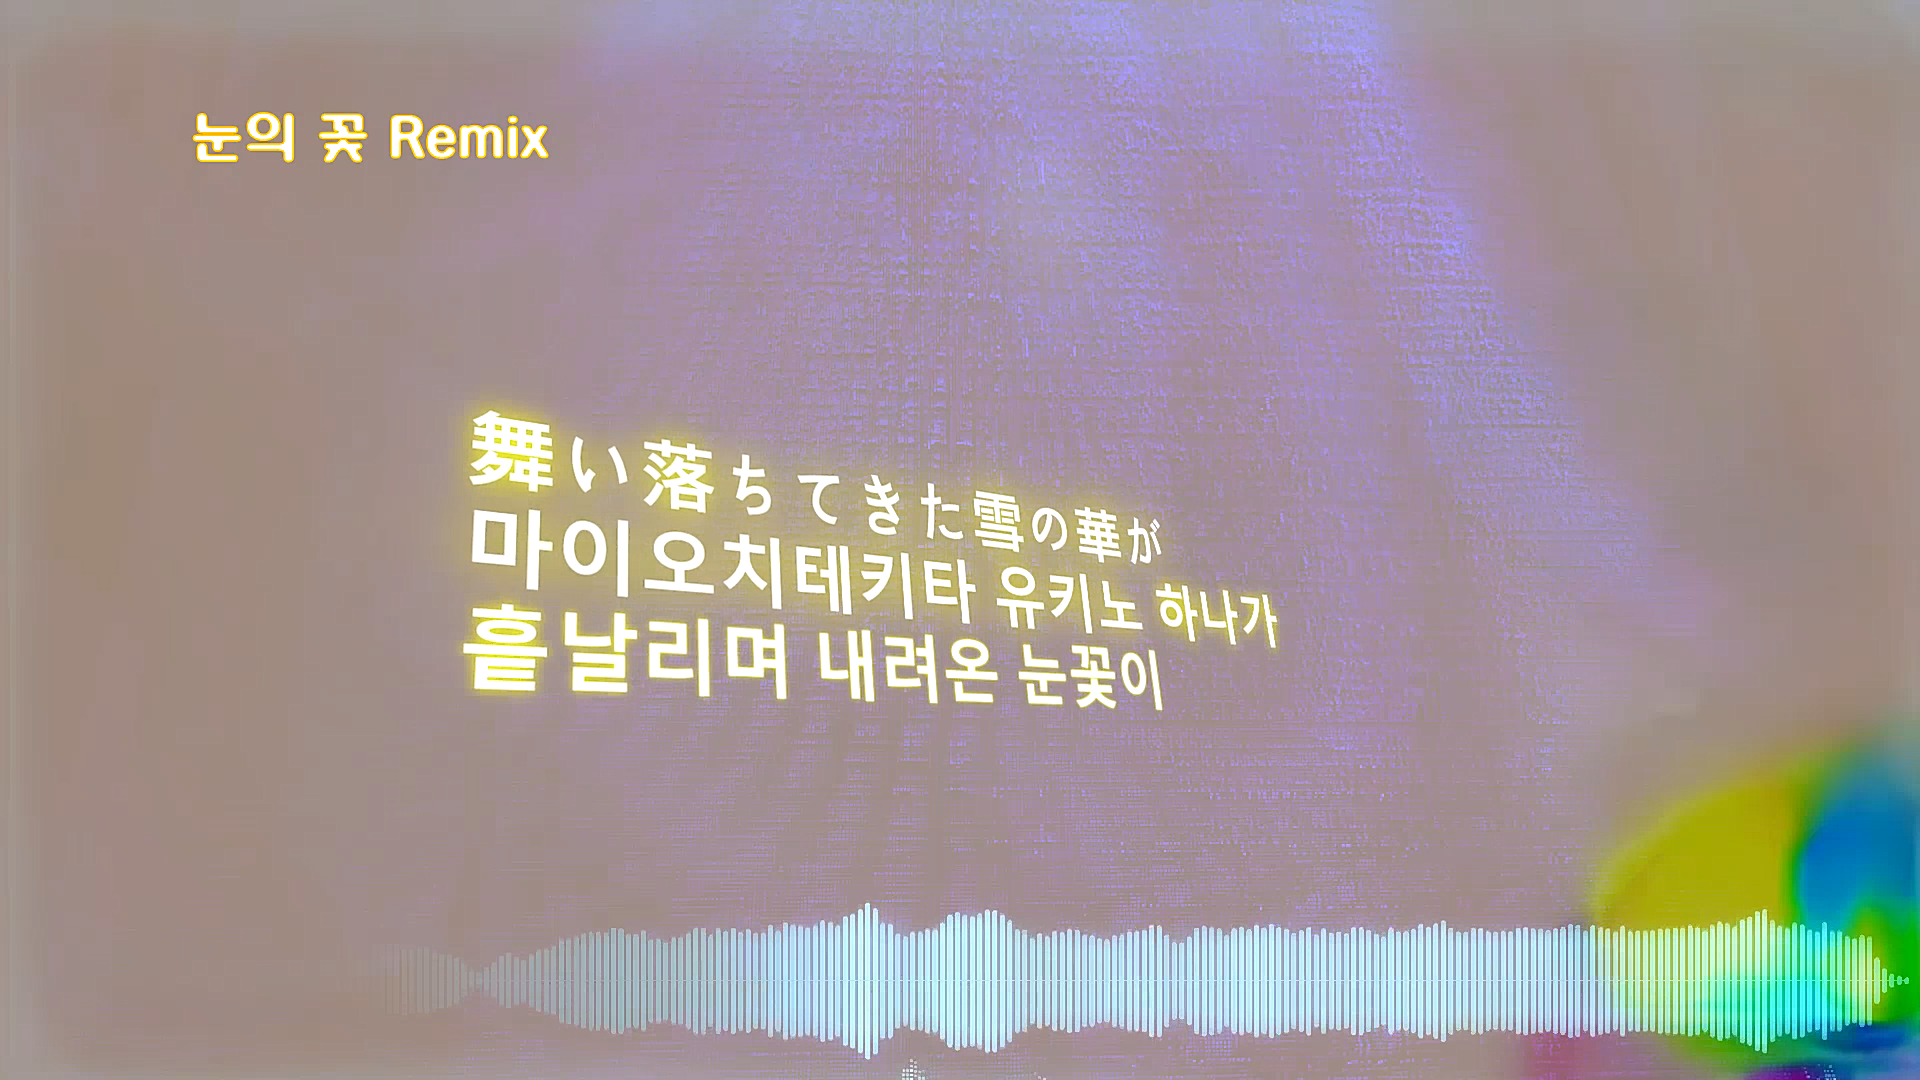 눈의 꽃 Remix
舞い落ちてきた雪の華が
마이오치테키타 유키노 하나가
흩날리며 내려온 눈꽃이